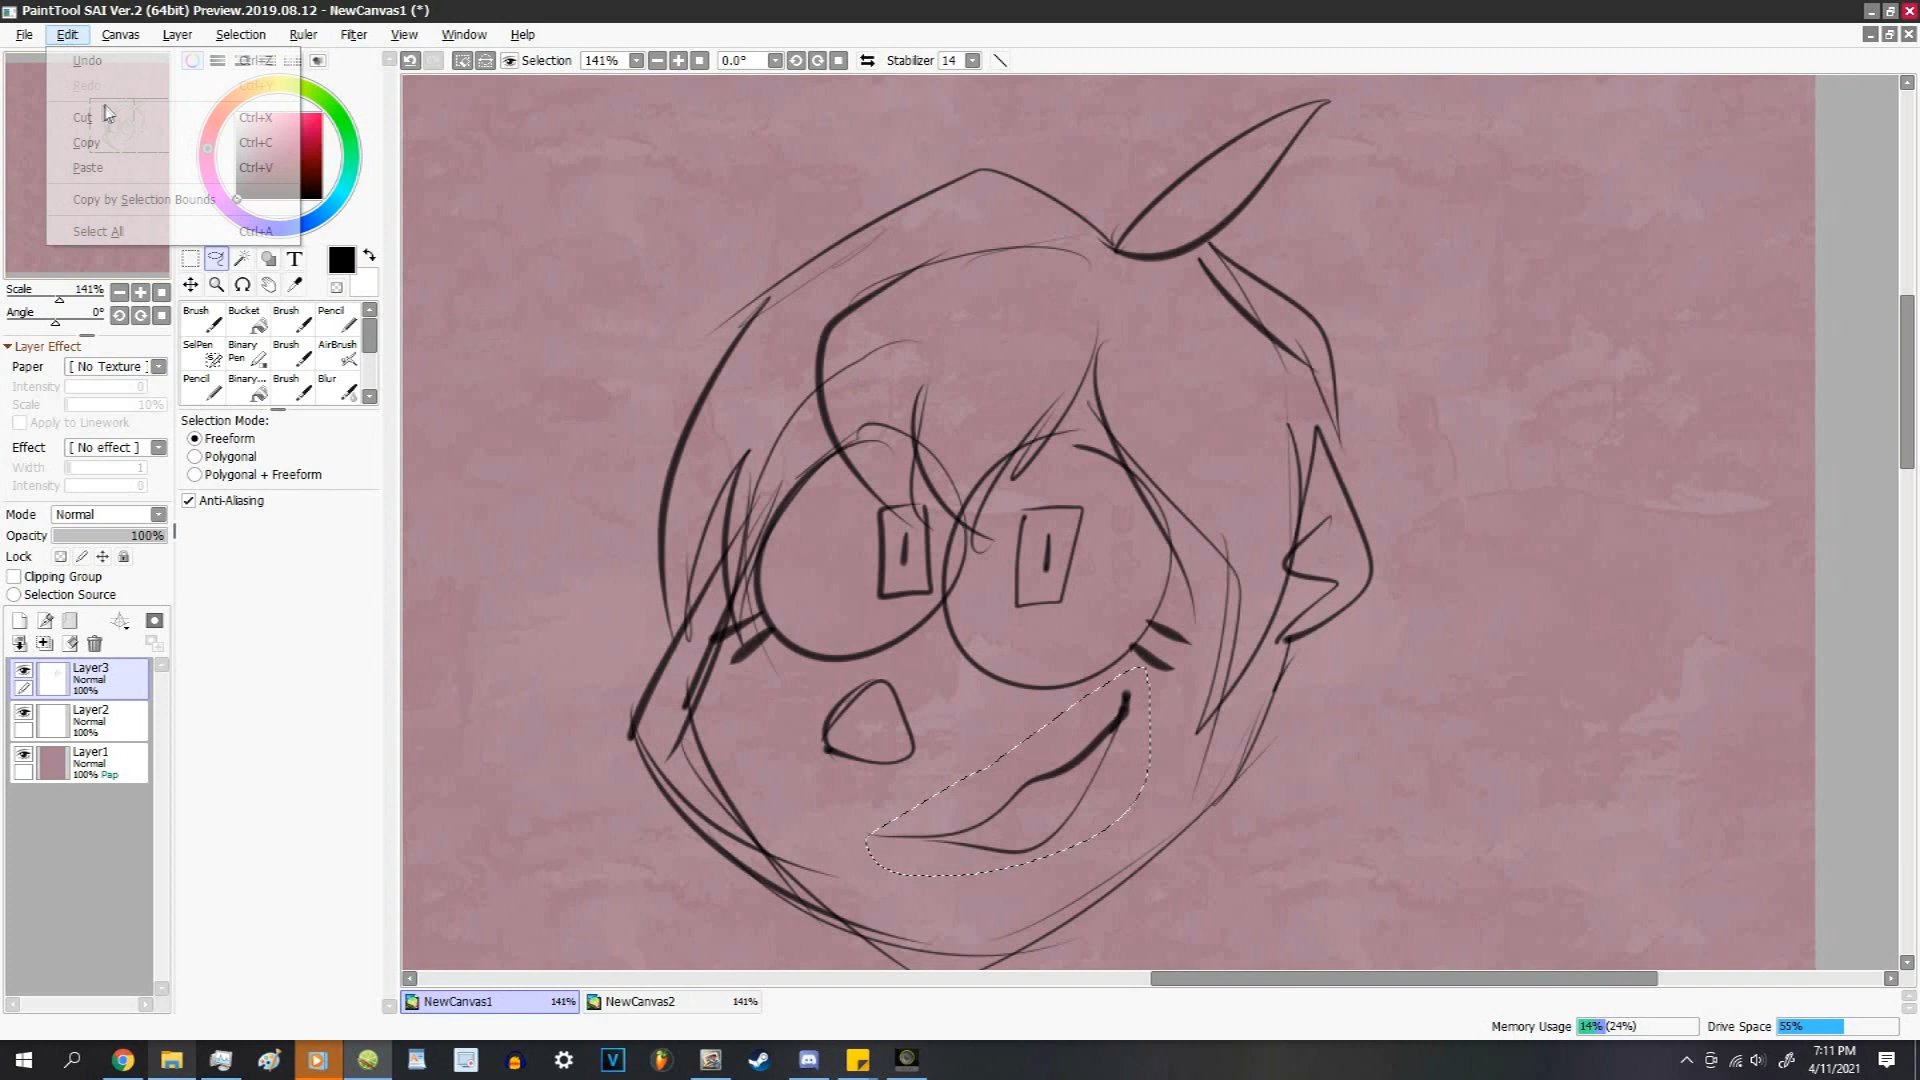 PaintTool SAI Ver.2 (64bit) Preview.2019.08.12 - NewCanvas1 (*)
File Edit Canvas Layer Selection Ruler Filter View Window Help
Undo Ctrl+Z
Redo Ctrl+Y
Cut Ctrl+X
Copy Ctrl+C
Paste Ctrl+V
Copy by Selection Bounds
Select All Ctrl+A
Selection 141% 0.0° Stabilizer 14
T
Scale 141%
Angle 0°
Layer Effect
Paper [ No Texture ]
Intensity 0
Scale 10%
Apply to Linework
Effect [ No effect ]
Width 1
Intensity 0
Mode Normal
Opacity 100%
Lock
Clipping Group
Selection Source
Layer3
Normal
100%
Layer2
Normal
100%
Layer1
Normal
100% Pap
Brush Bucket Brush Pencil
SelPen Binary Pen Brush AirBrush
Pencil Binary... Brush Blur
Selection Mode:
Freeform
Polygonal
Polygonal + Freeform
Anti-Aliasing
NewCanvas1 141% NewCanvas2 141%
Memory Usage 14% (24%) Drive Space 55%
V
7:11 PM
4/11/2021